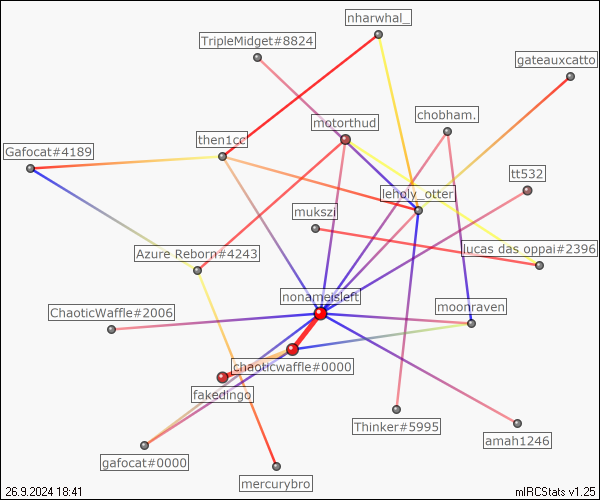 nharwhal_
TripleMidget#8824
gateauxcatto
chobham.
motorthud
then1cc
Gafocat#4189
tt532
leholy_otter
mukszi
lucas das oppai#2396
Azure Reborn#4243
nonameisleft
ChaoticWaffle#2006
moonraven
chaoticwaffle#0000
fakedingo
Thinker#5995
amah1246
gafocat#0000
mercurybro
26.9.2024 18:41
mIRCStats v1.25